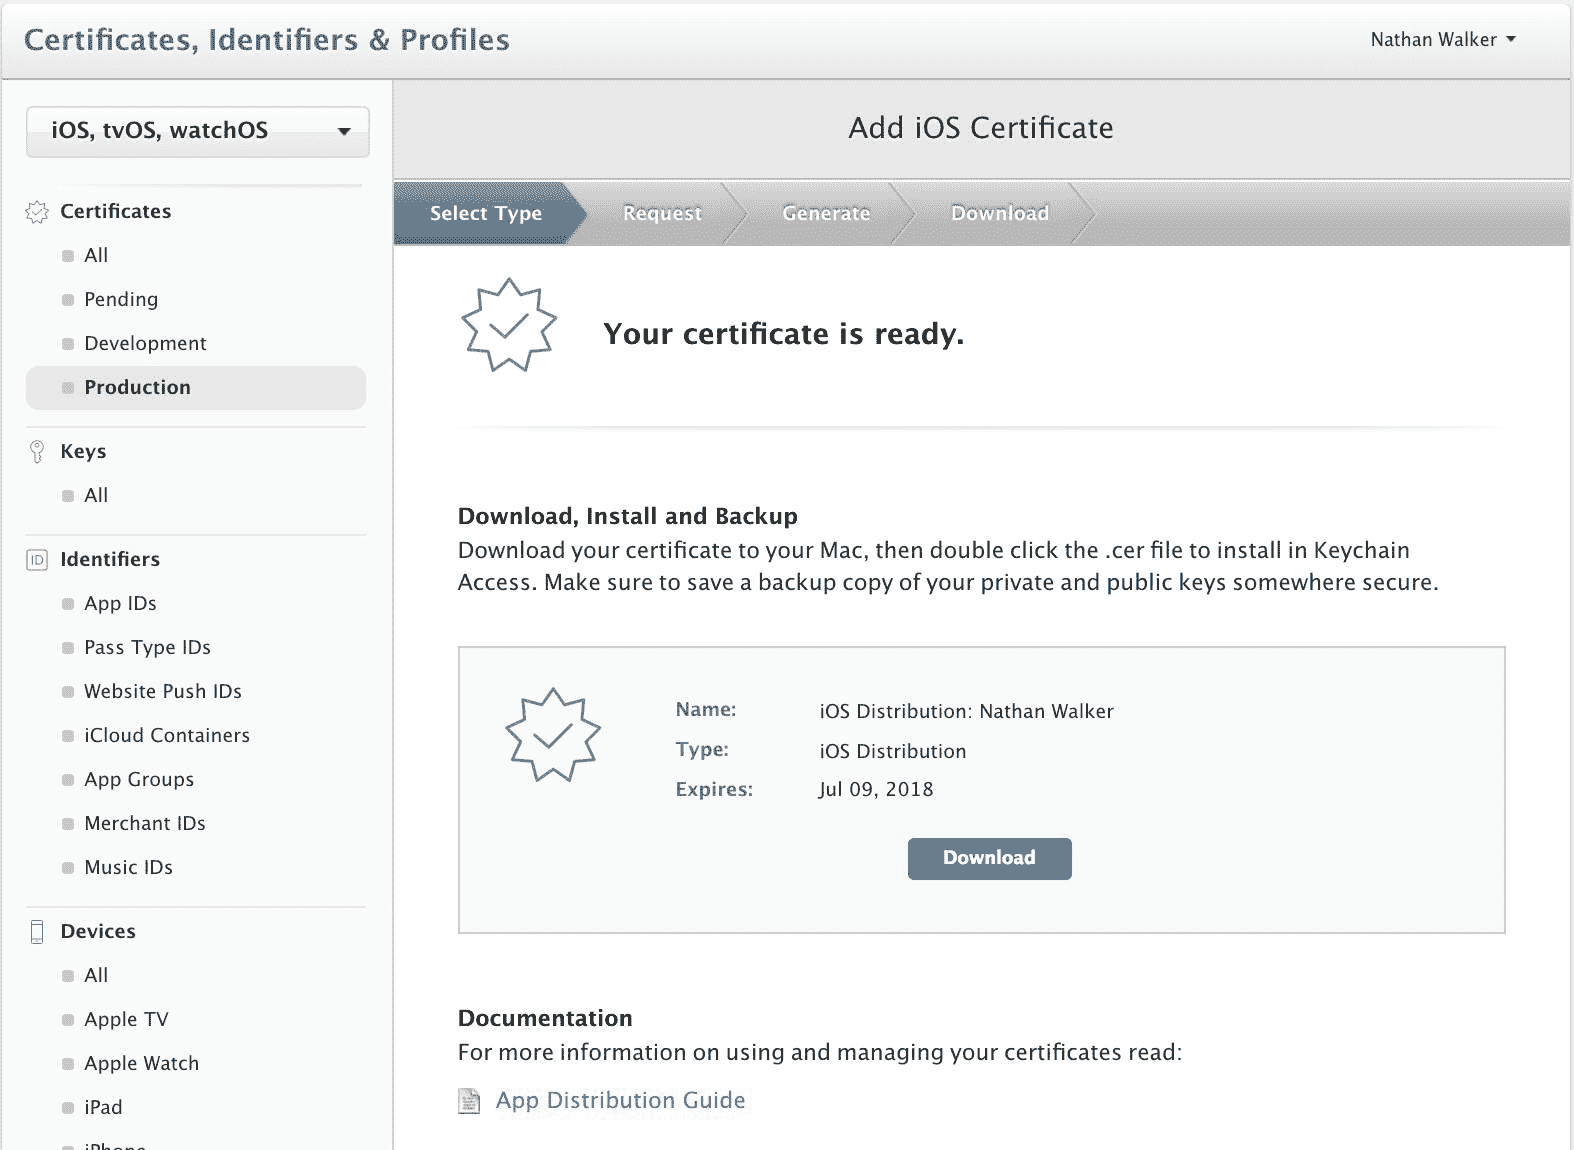 Certificates, Identifiers & Profiles
Nathan Walker
iOS, tvOS, watchOS
Add iOS Certificate
Select Type
Request
Generate
Download
Certificates
All
Pending
Development
Production
Keys
All
ID
Identifiers
App IDs
Pass Type IDs
Website Push IDs
iCloud Containers
App Groups
Merchant IDs
Music IDs
Devices
All
Apple TV
Apple Watch
iPad
iPhone
Your certificate is ready.
Download, Install and Backup
Download your certificate to your Mac, then double click the .cer file to install in Keychain
Access. Make sure to save a backup copy of your private and public keys somewhere secure.
Name: iOS Distribution: Nathan Walker
Type: iOS Distribution
Expires: Jul 09, 2018
Download
Documentation
For more information on using and managing your certificates read:
App Distribution Guide